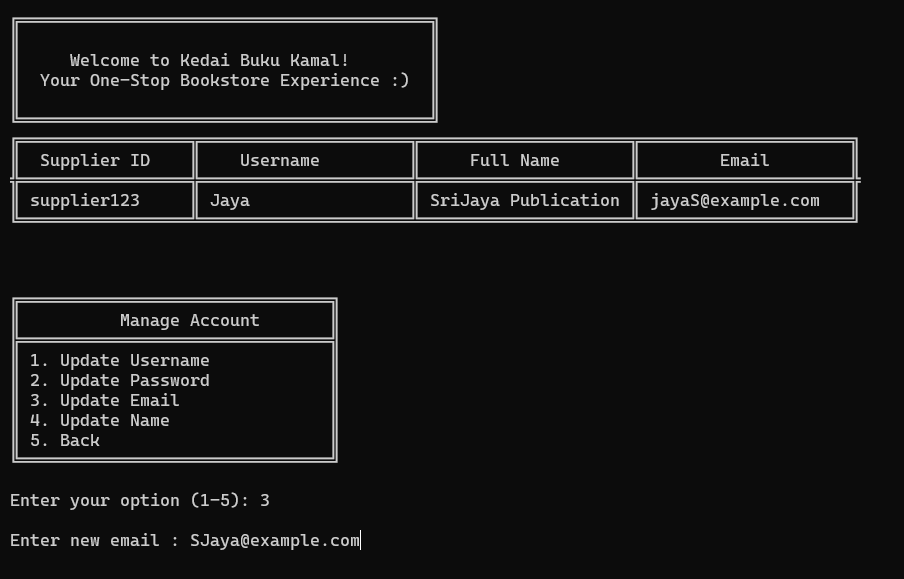 Welcome to Kedai Buku Kamal!
Your One-Stop Bookstore Experience :)
Supplier ID Username Full Name Email
supplier123 Jaya SriJaya Publication jayaS@example.com
Manage Account
1. Update Username
2. Update Password
3. Update Email
4. Update Name
5. Back
Enter your option (1-5): 3
Enter new email : SJaya@example.com